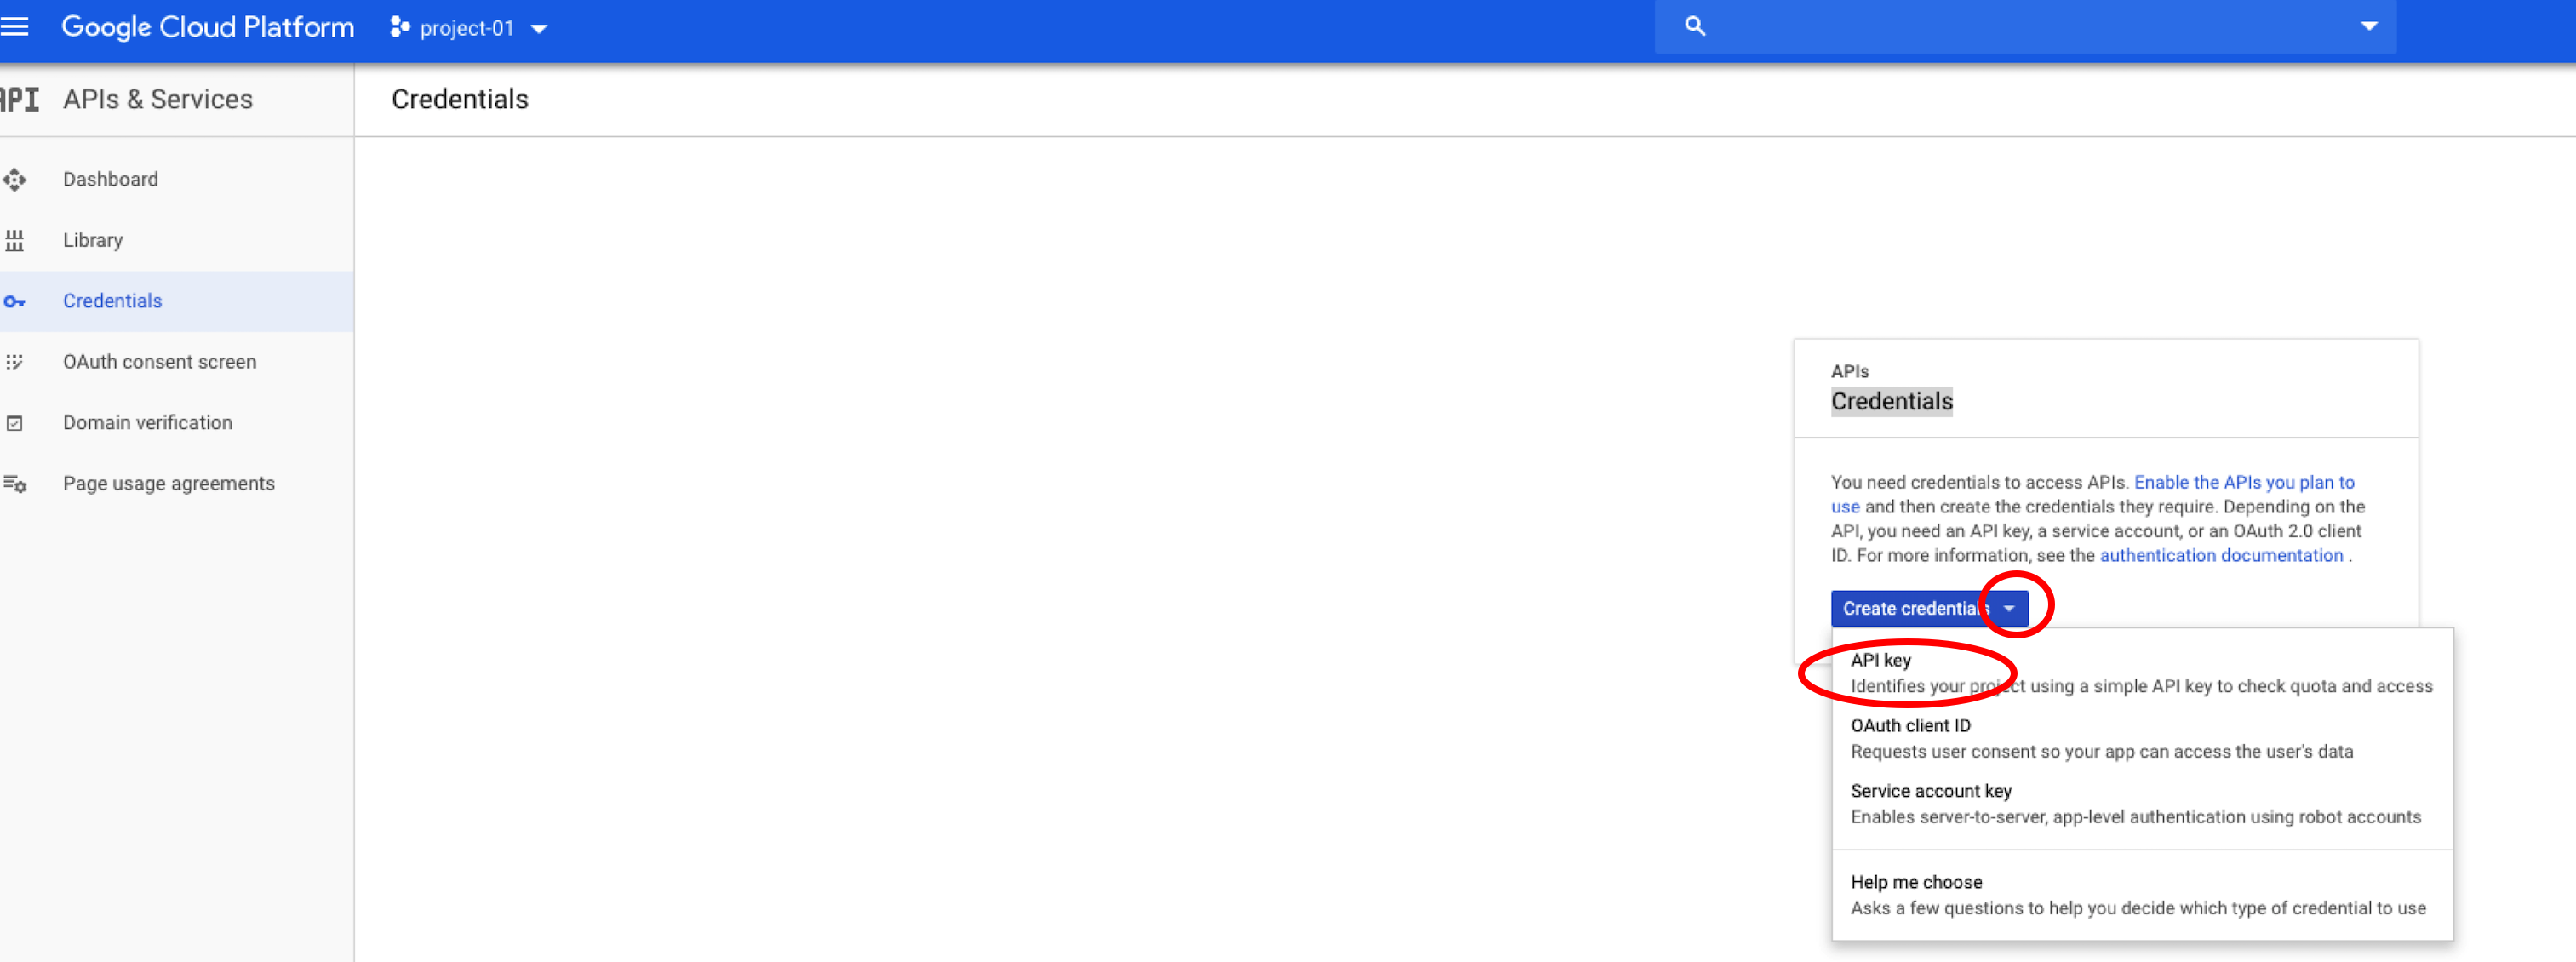 Google Cloud Platform
project-01
API
APIs & Services
Credentials
Dashboard
Library
Credentials
OAuth consent screen
Domain verification
Page usage agreements
APIs
Credentials
You need credentials to access APIs. Enable the APIs you plan to
use and then create the credentials they require. Depending on the
API, you need an API key, a service account, or an OAuth 2.0 client
ID. For more information, see the authentication documentation .
Create credentials
API key
Identifies your project using a simple API key to check quota and access
OAuth client ID
Requests user consent so your app can access the user's data
Service account key
Enables server-to-server, app-level authentication using robot accounts
Help me choose
Asks a few questions to help you decide which type of credential to use